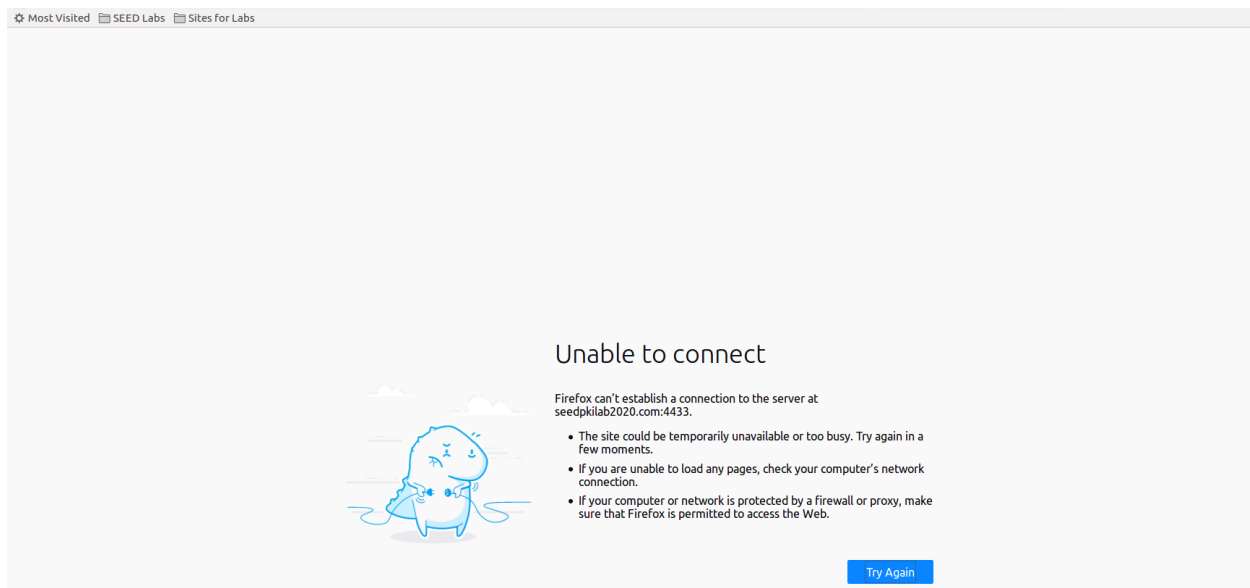 Most Visited SEED Labs Sites for Labs
Unable to connect
Firefox can’t establish a connection to the server at
seedpkilab2020.com:4433.
• The site could be temporarily unavailable or too busy. Try again in a
few moments.
• If you are unable to load any pages, check your computer’s network
connection.
• If your computer or network is protected by a firewall or proxy, make
sure that Firefox is permitted to access the Web.
Try Again